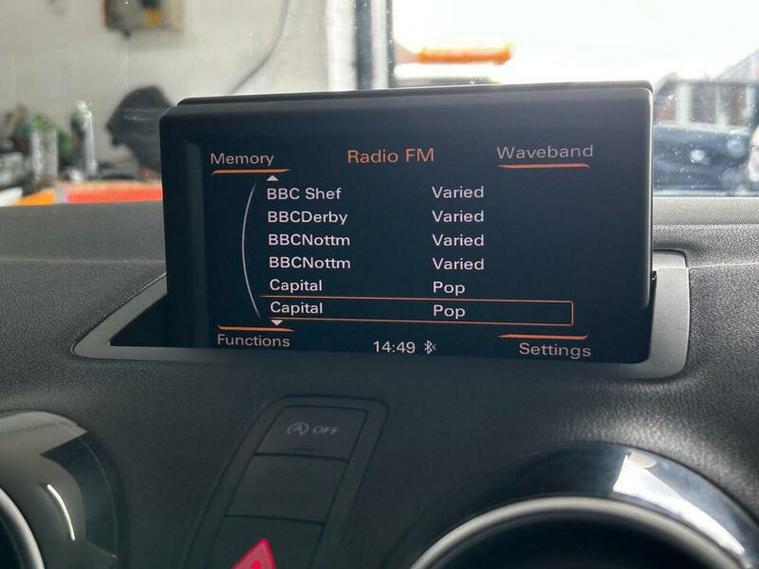 Memory Radio FM Waveband
BBC Shef Varied
BBCDerby Varied
BBCNottm Varied
BBCNottm Varied
Capital Pop
Capital Pop
Functions 14:49 Settings
A OFF